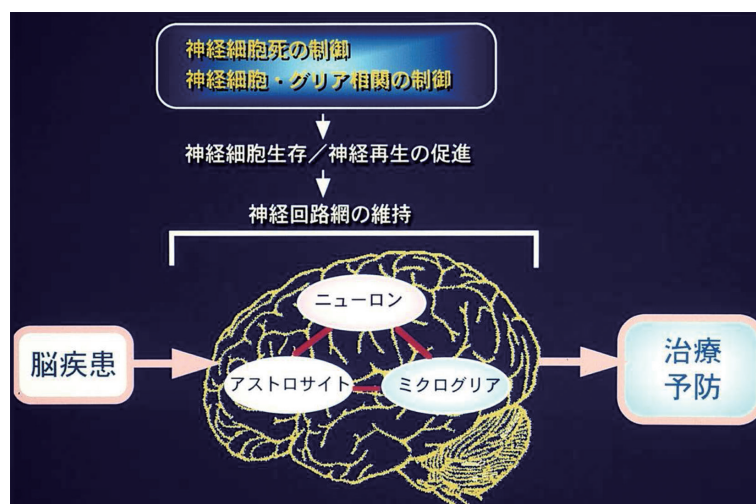 神経細胞死の制御
神経細胞・グリア相関の制御
神経細胞生存／神経再生の促進
神経回路網の維持
ニューロン
脳疾患
アストロサイト
ミクログリア
治療
予防